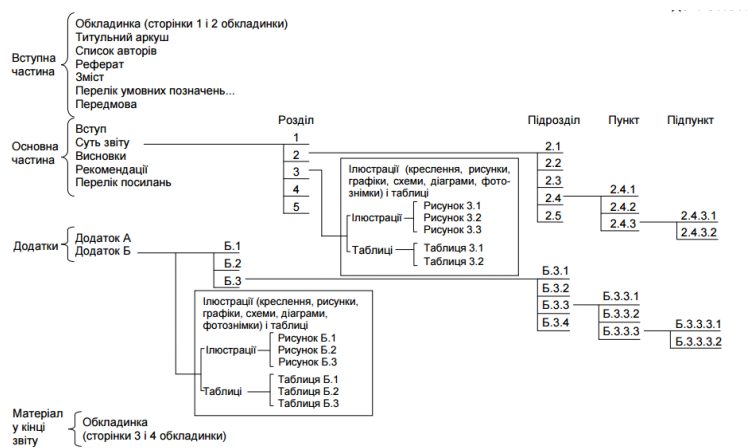 Обкладинка (сторінки 1 і 2 обкладинки)
Титульний аркуш
Список авторів
Реферат
Зміст
Перелік умовних позначень...
Передмова
Вступна
частина
Розділ
Підрозділ
Пункт
Підпункт
Основна
частина
Вступ
Суть звіту
Висновки
Рекомендації
Перелік посилань
1
2
3
4
5
2.1
2.2
2.3
2.4
2.5
2.4.1
2.4.2
2.4.3
2.4.3.1
2.4.3.2
Ілюстрації (креслення, рисунки,
графіки, схеми, діаграми, фото-
знімки) і таблиці
Ілюстрації
Рисунок 3.1
Рисунок 3.2
Рисунок 3.3
Таблиці
Таблиця 3.1
Таблиця 3.2
Додатки
Додаток А
Додаток Б
Б.1
Б.2
Б.3
Б.3.1
Б.3.2
Б.3.3
Б.3.4
Б.3.3.1
Б.3.3.2
Б.3.3.3
Б.3.3.3.1
Б.3.3.3.2
Ілюстрації (креслення, рисунки,
графіки, схеми, діаграми,
фотознімки) і таблиці
Ілюстрації
Рисунок Б.1
Рисунок Б.2
Рисунок Б.3
Таблиці
Таблиця Б.1
Таблиця Б.2
Таблиця Б.3
Матеріал
у кінці
звіту
Обкладинка
(сторінки 3 і 4 обкладинки)